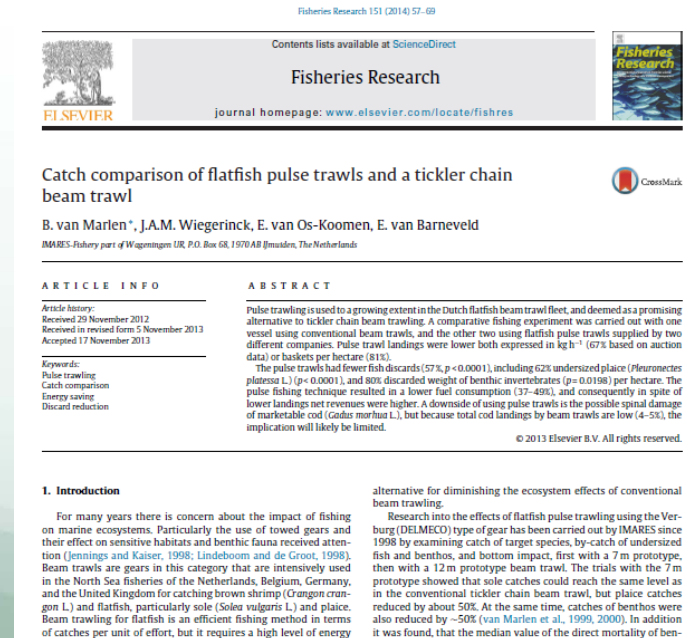 Fisheries Research 151 (2014) 57–69
Contents lists available at ScienceDirect
Fisheries Research
journal homepage: www.elsevier.com/locate/fishres
ELSEVIER
Fisheries
Research
Catch comparison of flatfish pulse trawls and a tickler chain
beam trawl
CrossMark
B. van Marlen*, J.A.M. Wiegerinck, E. van Os-Koomen, E. van Barneveld
IMARES-Fishery part of Wageningen UR, P.O. Box 68, 1970 AB IJmuiden, The Netherlands
ARTICLE INFO
Article history:
Received 29 November 2012
Received in revised form 5 November 2013
Accepted 17 November 2013
Keywords:
Pulse trawling
Catch comparison
Energy saving
Discard reduction
ABSTRACT
Pulse trawling is used to a growing extent in the Dutch flatfish beam trawl fleet, and deemed as a promising
alternative to tickler chain beam trawling. A comparative fishing experiment was carried out with one
vessel using conventional beam trawls, and the other two using flatfish pulse trawls supplied by two
different companies. Pulse trawl landings were lower both expressed in kg h⁻¹ (67% based on auction
data) or baskets per hectare (81%).
The pulse trawls had fewer fish discards (57%, p < 0.0001), including 62% undersized plaice (Pleuronectes
platessa L.) (p < 0.0001), and 80% discarded weight of benthic invertebrates (p = 0.0198) per hectare. The
pulse fishing technique resulted in a lower fuel consumption (37–49%), and consequently in spite of
lower landings net revenues were higher. A downside of using pulse trawls is the possible spinal damage
of marketable cod (Gadus morhua L.), but because total cod landings by beam trawls are low (4–5%), the
implication will likely be limited.
© 2013 Elsevier B.V. All rights reserved.
1. Introduction
For many years there is concern about the impact of fishing
on marine ecosystems. Particularly the use of towed gears and
their effect on sensitive habitats and benthic fauna received atten-
tion (Jennings and Kaiser, 1998; Lindeboom and de Groot, 1998).
Beam trawls are gears in this category that are intensively used
in the North Sea fisheries of the Netherlands, Belgium, Germany,
and the United Kingdom for catching brown shrimp (Crangon cran-
gon L.) and flatfish, particularly sole (Solea vulgaris L.) and plaice.
Beam trawling for flatfish is an efficient fishing method in terms
of catches per unit of effort, but it requires a high level of energy
alternative for diminishing the ecosystem effects of conventional
beam trawling.
Research into the effects of flatfish pulse trawling using the Ver-
burg (DELMECO) type of gear has been carried out by IMARES since
1998 by examining catch of target species, by-catch of undersized
fish and benthos, and bottom impact, first with a 7 m prototype,
then with a 12 m prototype beam trawl. The trials with the 7 m
prototype showed that sole catches could reach the same level as
in the conventional tickler chain beam trawl, but plaice catches
reduced by about 50%. At the same time, catches of benthos were
also reduced by ~50% (van Marlen et al., 1999, 2000). In addition
it was found, that the median value of the direct mortality of ben-